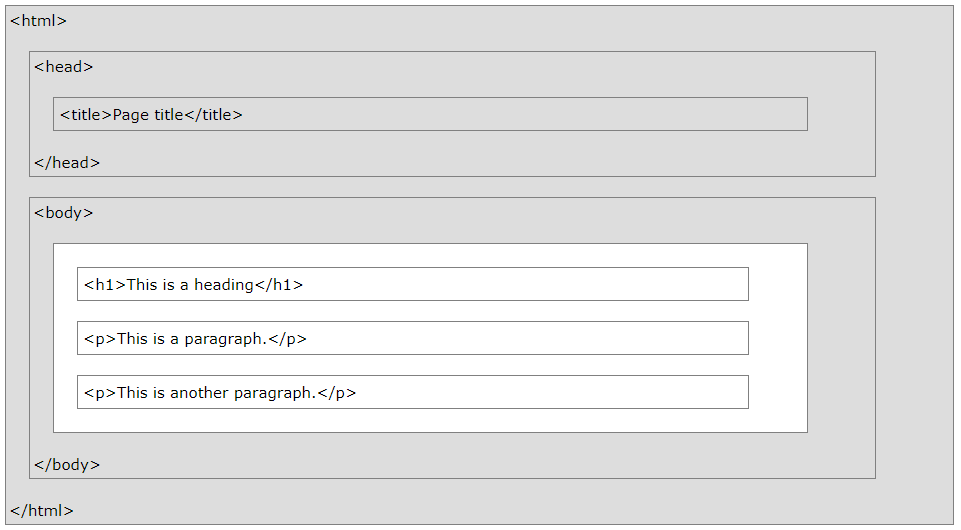 <html>
<head>
<title>Page title</title>
</head>
<body>
<h1>This is a heading</h1>
<p>This is a paragraph.</p>
<p>This is another paragraph.</p>
</body>
</html>